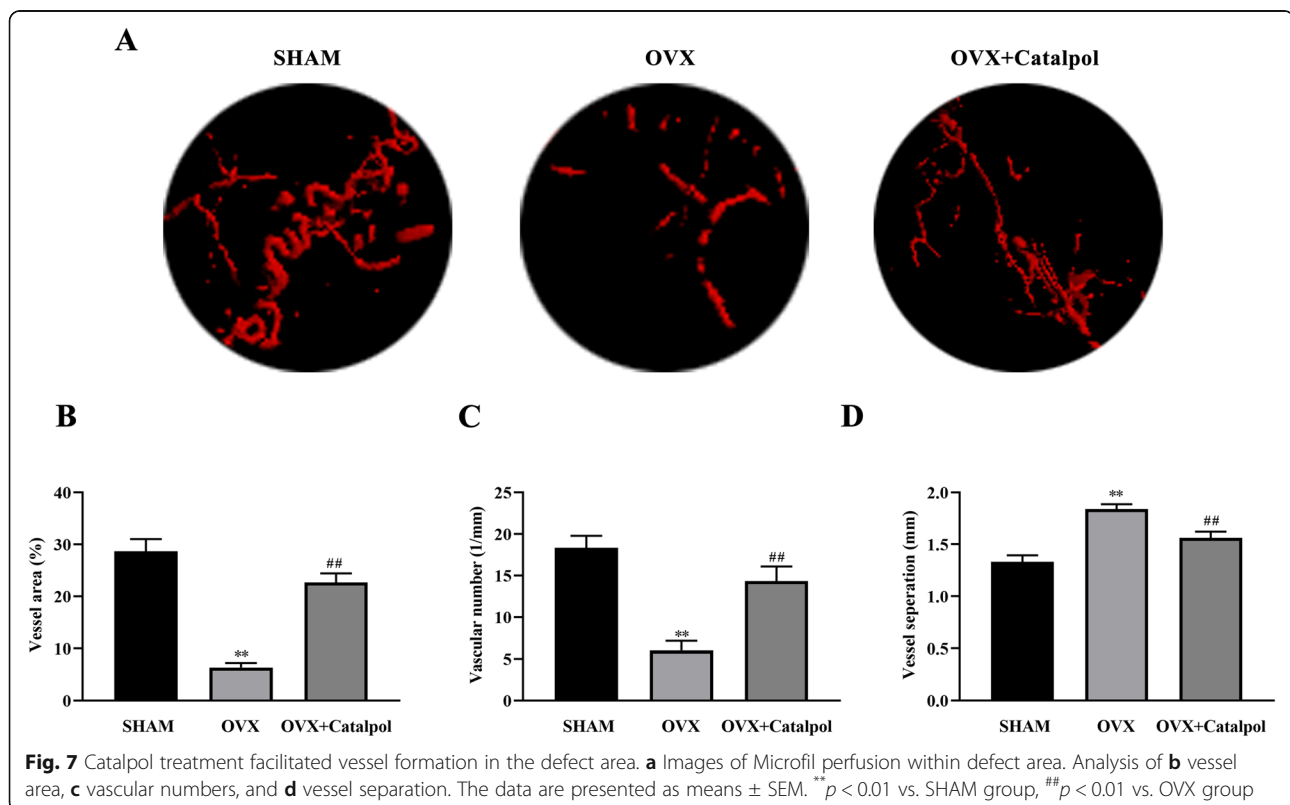 A
SHAM
OVX
OVX+Catalpol
B
C
D
Vessel area (%)
40
30
20
10
0
SHAM
OVX
OVX+Catalpol
**
##
Vascular number (1/mm)
25
20
15
10
5
0
SHAM
OVX
OVX+Catalpol
**
##
Vessel seperation (mm)
2.0
1.5
1.0
0.5
0.0
SHAM
OVX
OVX+Catalpol
**
##
Fig. 7 Catalpol treatment facilitated vessel formation in the defect area. a Images of Microfil perfusion within defect area. Analysis of b vessel
area, c vascular numbers, and d vessel separation. The data are presented as means ± SEM. **p < 0.01 vs. SHAM group, ##p < 0.01 vs. OVX group